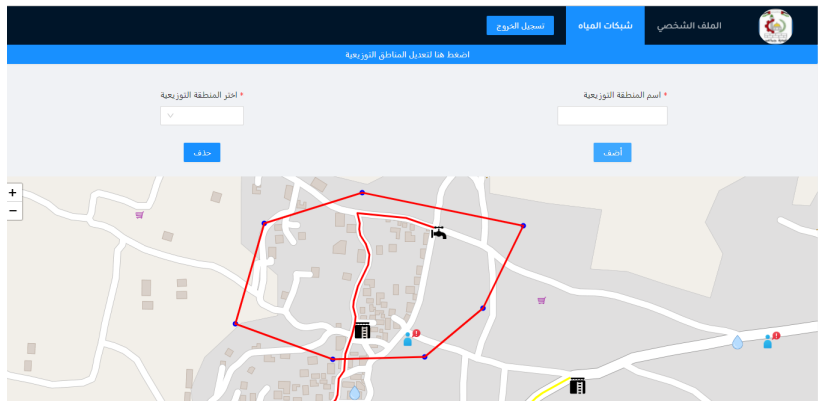 الملف الشخصي
شبكات المياه
تسجيل الخروج
اضغط هنا لتعديل المناطق التوزيعية
* اسم المنطقة التوزيعية
* اختر المنطقة التوزيعية
أضف
حذف
+
−